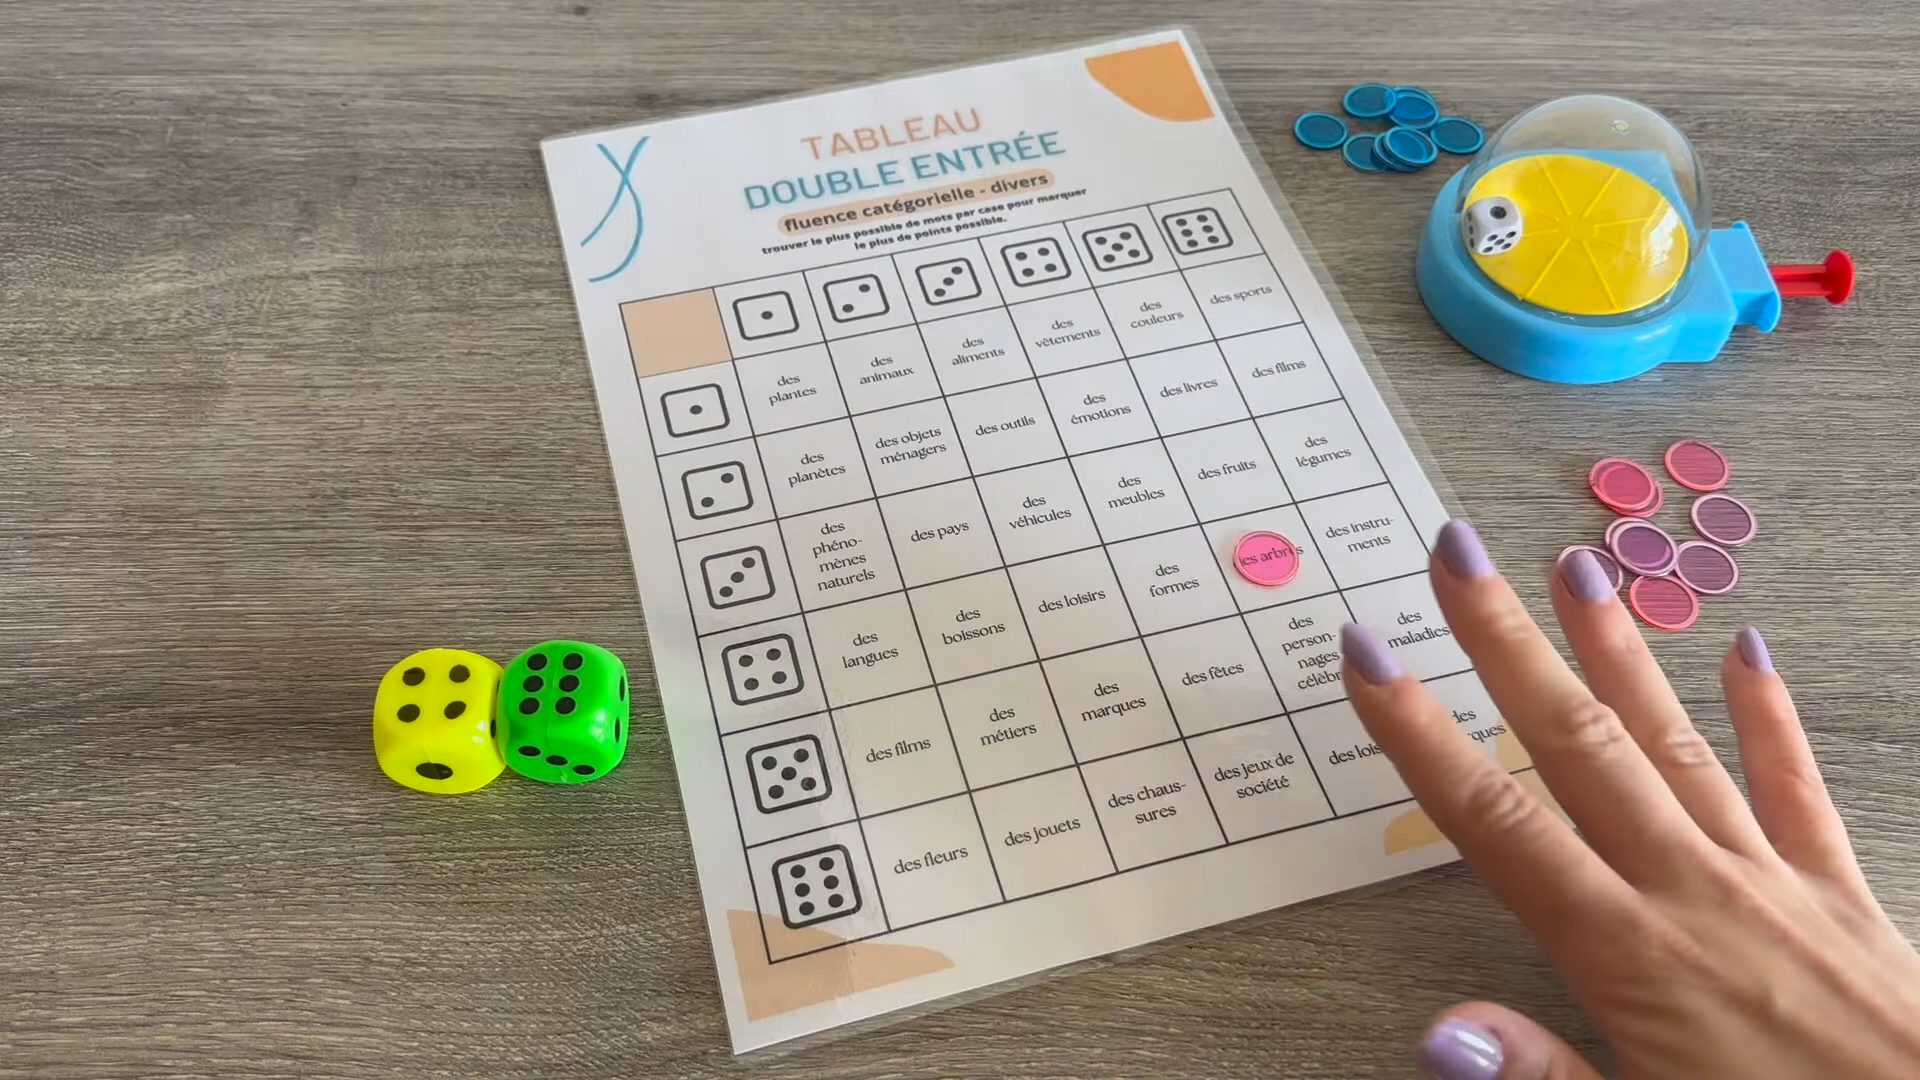 TABLEAU
DOUBLE ENTRÉE
fluence catégorielle - divers
trouver le plus possible de mots par case pour marquer
le plus de points possible.
des
plantes
des
animaux
des
aliments
des
vêtements
des
couleurs
des sports
des
planètes
des objets
ménagers
des outils
des
émotions
des livres
des films
des
phéno-
mènes
naturels
des pays
des
véhicules
des
meubles
des fruits
des
légumes
des
langues
des
boissons
des loisirs
des
formes
des arbres
des instru-
ments
des films
des
métiers
des
marques
des fêtes
des
person-
nages
des
maladies
des fleurs
des jouets
des chaus-
sures
des jeux de
société
des
des